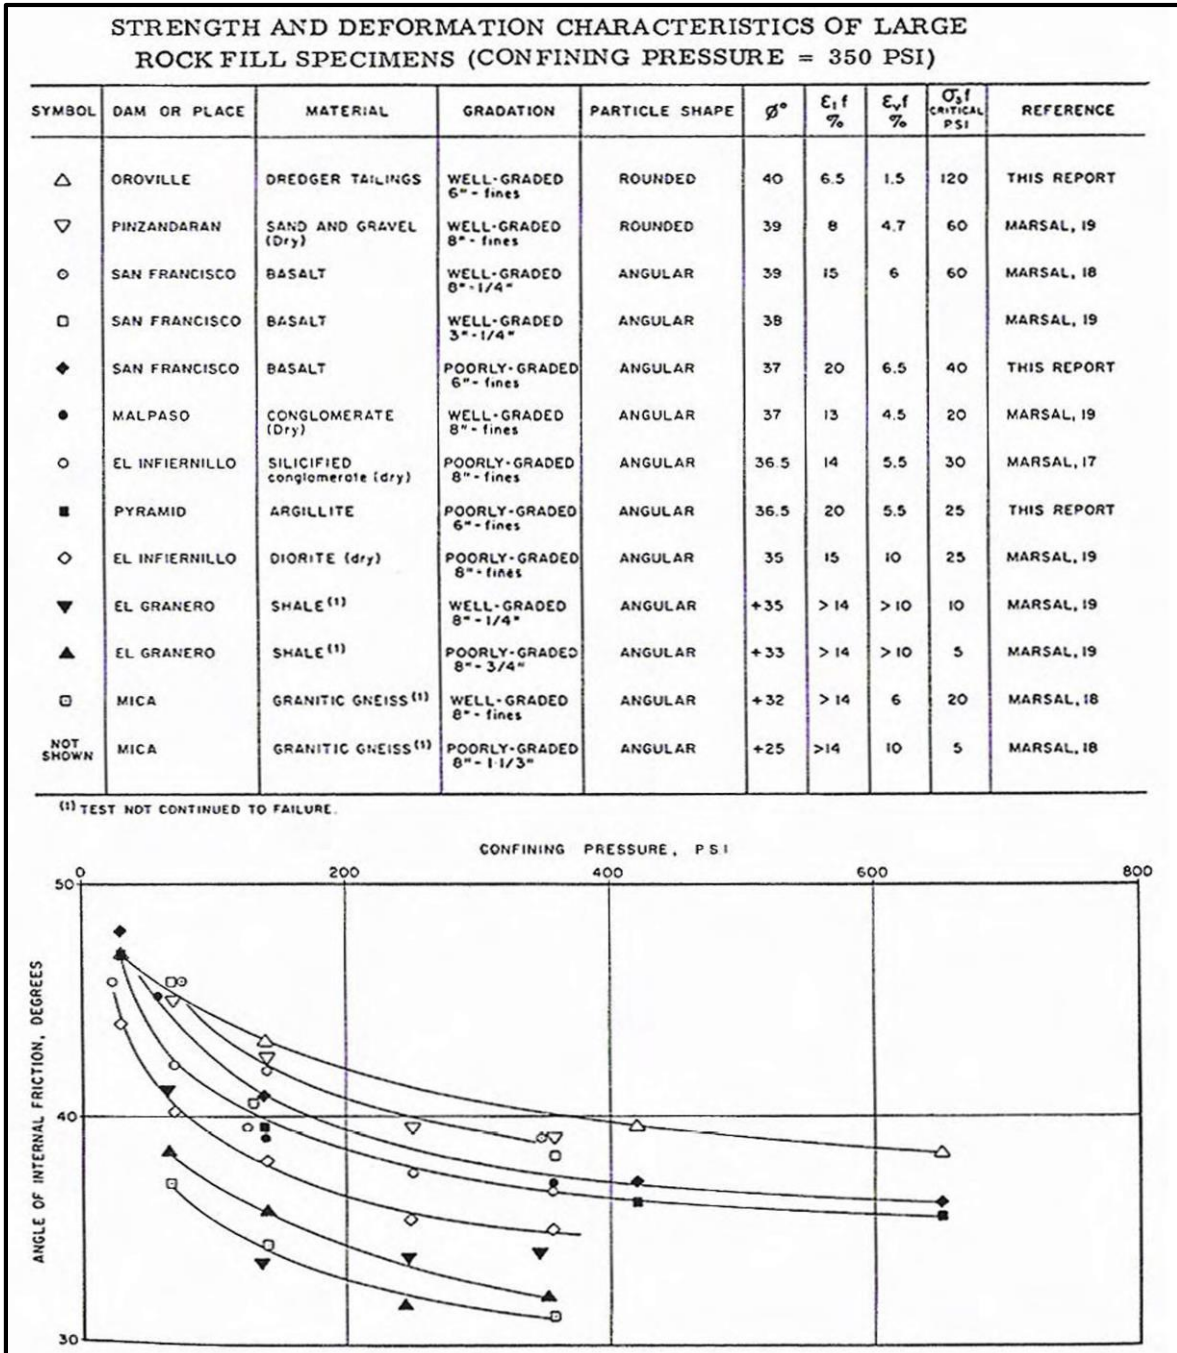 STRENGTH AND DEFORMATION CHARACTERISTICS OF LARGE
ROCK FILL SPECIMENS (CONFINING PRESSURE = 350 PSI)
SYMBOL DAM OR PLACE MATERIAL GRADATION PARTICLE SHAPE ø° ε₁f % εᵥf % σ₃f CRITICAL PSI REFERENCE
△ OROVILLE DREDGER TAILINGS WELL-GRADED 6"- fines ROUNDED 40 6.5 1.5 120 THIS REPORT
▽ PINZANDARAN SAND AND GRAVEL (Dry) WELL-GRADED 8"- fines ROUNDED 39 8 4.7 60 MARSAL, 19
⊙ SAN FRANCISCO BASALT WELL-GRADED 8"-1/4" ANGULAR 39 15 6 60 MARSAL, 18
□ SAN FRANCISCO BASALT WELL-GRADED 3"-1/4" ANGULAR 38 MARSAL, 19
◆ SAN FRANCISCO BASALT POORLY-GRADED 6"- fines ANGULAR 37 20 6.5 40 THIS REPORT
● MALPASO CONGLOMERATE (Dry) WELL-GRADED 8"- fines ANGULAR 37 13 4.5 20 MARSAL, 19
○ EL INFIERNILLO SILICIFIED conglomerate (dry) POORLY-GRADED 8"- fines ANGULAR 36.5 14 5.5 30 MARSAL, 17
■ PYRAMID ARGILLITE POORLY-GRADED 6"- fines ANGULAR 36.5 20 5.5 25 THIS REPORT
◇ EL INFIERNILLO DIORITE (dry) POORLY-GRADED 8"- fines ANGULAR 35 15 10 25 MARSAL, 19
▼ EL GRANERO SHALE (1) WELL-GRADED 8"- 1/4" ANGULAR +35 > 14 > 10 10 MARSAL, 19
▲ EL GRANERO SHALE (1) POORLY-GRADED 8"- 3/4" ANGULAR +33 > 14 > 10 5 MARSAL, 19
⊡ MICA GRANITIC GNEISS (1) WELL-GRADED 8"- fines ANGULAR +32 > 14 6 20 MARSAL, 18
NOT SHOWN MICA GRANITIC GNEISS (1) POORLY-GRADED 8"- 1 1/3" ANGULAR +25 >14 10 5 MARSAL, 18
(1) TEST NOT CONTINUED TO FAILURE.
CONFINING PRESSURE, PSI
0 200 400 600 800
50
40
30
ANGLE OF INTERNAL FRICTION, DEGREES